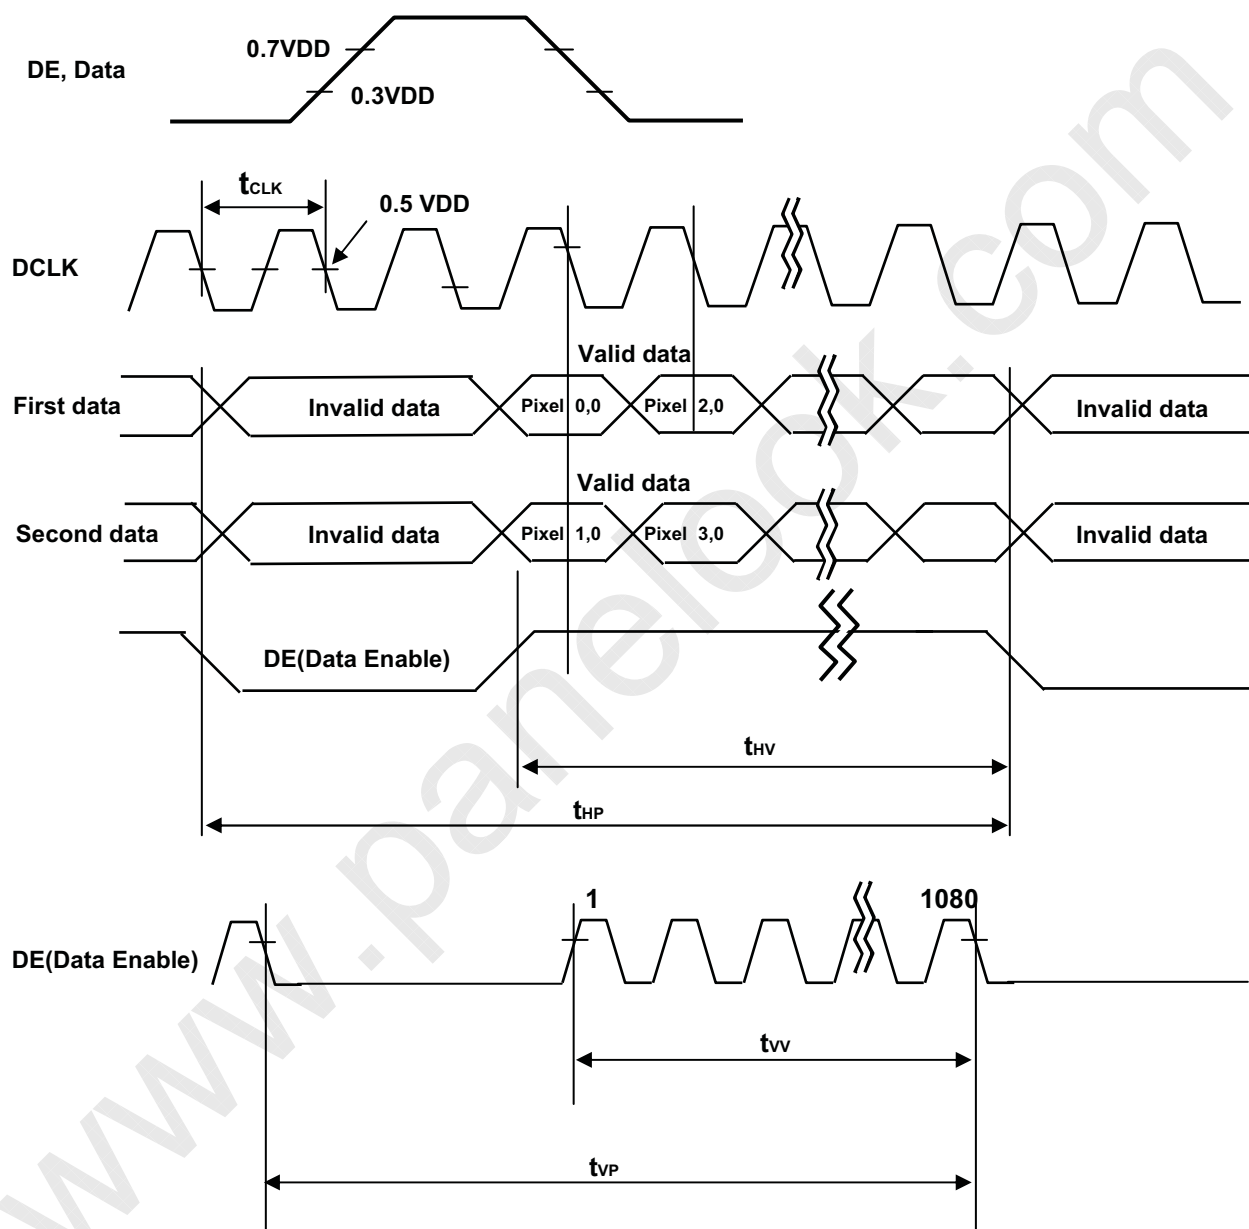 0.7VDD
DE, Data
0.3VDD
tCLK
0.5 VDD
DCLK
Valid data
First data
Invalid data
Pixel 0,0
Pixel 2,0
Invalid data
Valid data
Second data
Invalid data
Pixel 1,0
Pixel 3,0
Invalid data
DE(Data Enable)
tHV
tHP
1
1080
DE(Data Enable)
tVV
tVP
www.panelook.com